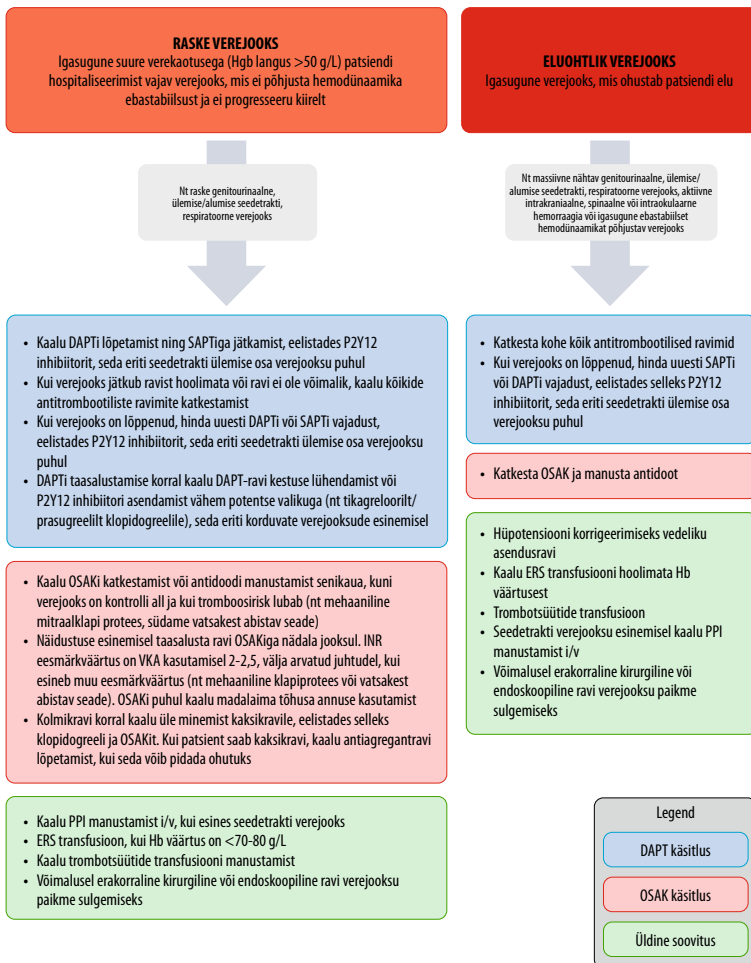 RASKE VEREJOOKS
Igasugune suure verekaotusega (Hgb langus >50 g/L) patsiendi
hospitaliseerimist vajav verejooks, mis ei põhjusta hemodünaamika
ebastabiilsust ja ei progresseeru kiirelt
Nt raske genitourinaalne,
ülemise/alumise seedetrakti,
respiratoorne verejooks
• Kaalu DAPTi lõpetamist ning SAPTiga jätkamist, eelistades P2Y12
inhibiitorit, seda eriti seedetrakti ülemise osa verejooksu puhul
• Kui verejooks jätkub ravist hoolimata või ravi ei ole võimalik, kaalu kõikide
antitrombootiliste ravimite katkestamist
• Kui verejooks on lõppenud, hinda uuesti DAPTi või SAPTi vajadust,
eelistades P2Y12 inhibiitorit, seda eriti seedetrakti ülemise osa verejooksu
puhul
• DAPTi taasalustamise korral kaalu DAPT-ravi kestuse lühendamist või
P2Y12 inhibiitori asendamist vähem potentse valikuga (nt tikagreloorilt/
prasugreelilt klopidogreelile), seda eriti korduvate verejooksude esinemisel
• Kaalu OSAKi katkestamist või antidoodi manustamist senikaua, kuni
verejooks on kontrolli all ja kui tromboosirisk lubab (nt mehaaniline
mitraalklapi protees, südame vatsakest abistav seade)
• Näidustuse esinemisel taasalusta ravi OSAKiga nädala jooksul. INR
eesmärkväärtus on VKA kasutamisel 2-2,5, välja arvatud juhtudel, kui
esineb muu eesmärkväärtus (nt mehaaniline klapiprotees või vatsakest
abistav seade). OSAKi puhul kaalu madalaima tõhusa annuse kasutamist
• Kolmikravi korral kaalu üle minemist kaksikravile, eelistades selleks
klopidogreeli ja OSAKit. Kui patsient saab kaksikravi, kaalu antiagregantravi
lõpetamist, kui seda võib pidada ohutuks
• Kaalu PPI manustamist i/v, kui esines seedetrakti verejooks
• ERS transfusioon, kui Hb väärtus on <70-80 g/L
• Kaalu trombotsüütide transfusiooni manustamist
• Võimalusel erakorraline kirurgiline või endoskoopiline ravi verejooksu
paikme sulgemiseks
ELUOHTLIK VEREJOOKS
Igasugune verejooks, mis ohustab patsiendi elu
Nt massiivne nähtav genitourinaalne, ülemise/
alumise seedetrakti, respiratoorne verejooks, aktiivne
intrakraniaalne, spinaalne või intraokulaarne
hemorraagia või igasugune ebastabiilset
hemodünaamikat põhjustav verejooks
• Katkesta kohe kõik antitrombootilised ravimid
• Kui verejooks on lõppenud, hinda uuesti SAPTi
või DAPTi vajadust, eelistades selleks P2Y12
inhibiitorit, seda eriti seedetrakti ülemise osa
verejooksu puhul
• Katkesta OSAK ja manusta antidoot
• Hüpotensiooni korrigeerimiseks vedeliku
asendusravi
• Kaalu ERS transfusiooni hoolimata Hb
väärtusest
• Trombotsüütide transfusioon
• Seedetrakti verejooksu esinemisel kaalu PPI
manustamist i/v
• Võimalusel erakorraline kirurgiline või
endoskoopiline ravi verejooksu paikme
sulgemiseks
Legend
DAPT käsitlus
OSAK käsitlus
Üldine soovitus